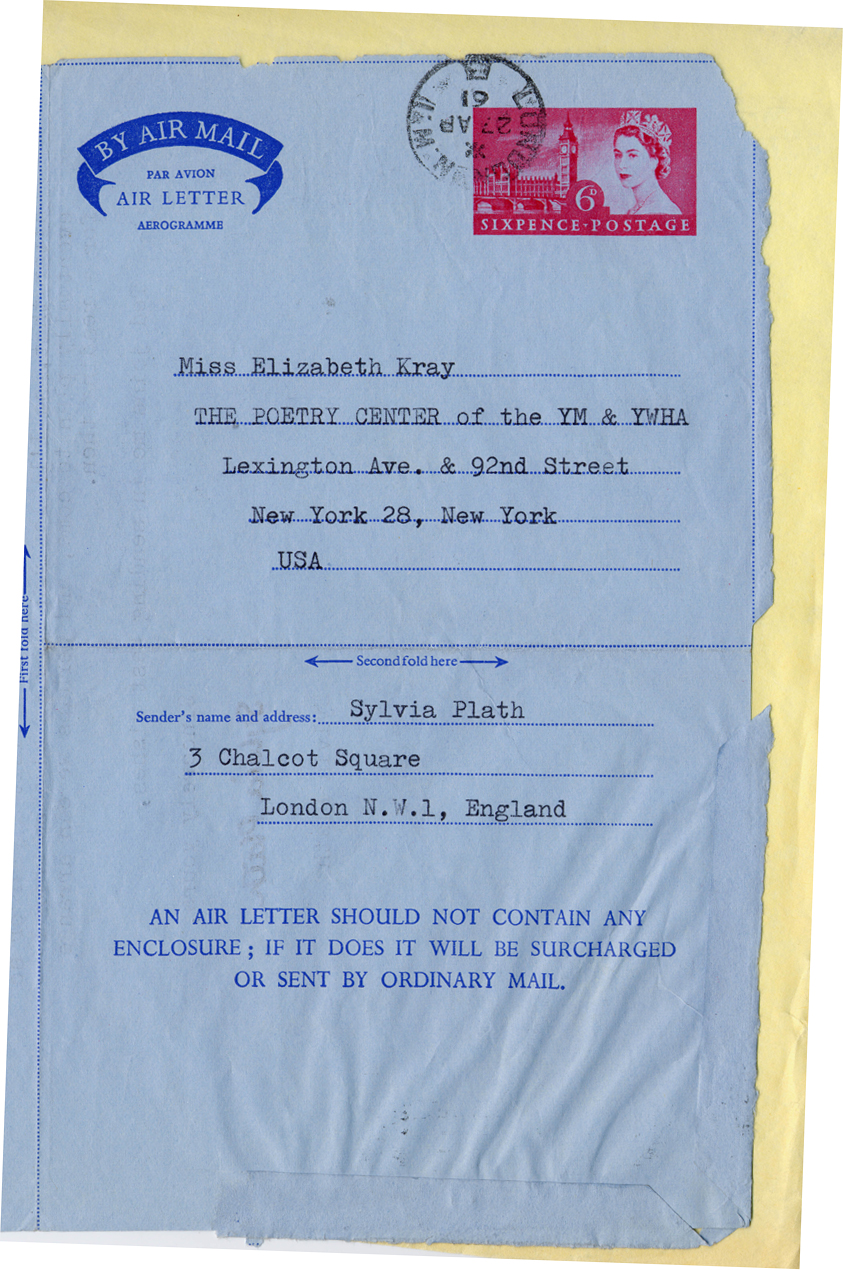 BY AIR MAIL
PAR AVION
AIR LETTER
AEROGRAMME
27 AP
61
6D
SIXPENCE·POSTAGE
Miss Elizabeth Kray
THE POETRY CENTER of the YM & YWHA
Lexington Ave. & 92nd Street
New York 28, New York
USA
First fold here
Second fold here
Sender's name and address: Sylvia Plath
3 Chalcot Square
London N.W.1, England
AN AIR LETTER SHOULD NOT CONTAIN ANY
ENCLOSURE; IF IT DOES IT WILL BE SURCHARGED
OR SENT BY ORDINARY MAIL.